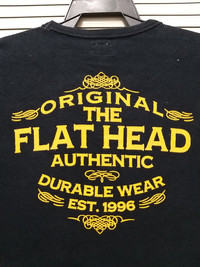 ORIGINAL
THE
FLAT HEAD
AUTHENTIC
DURABLE WEAR
EST. 1996